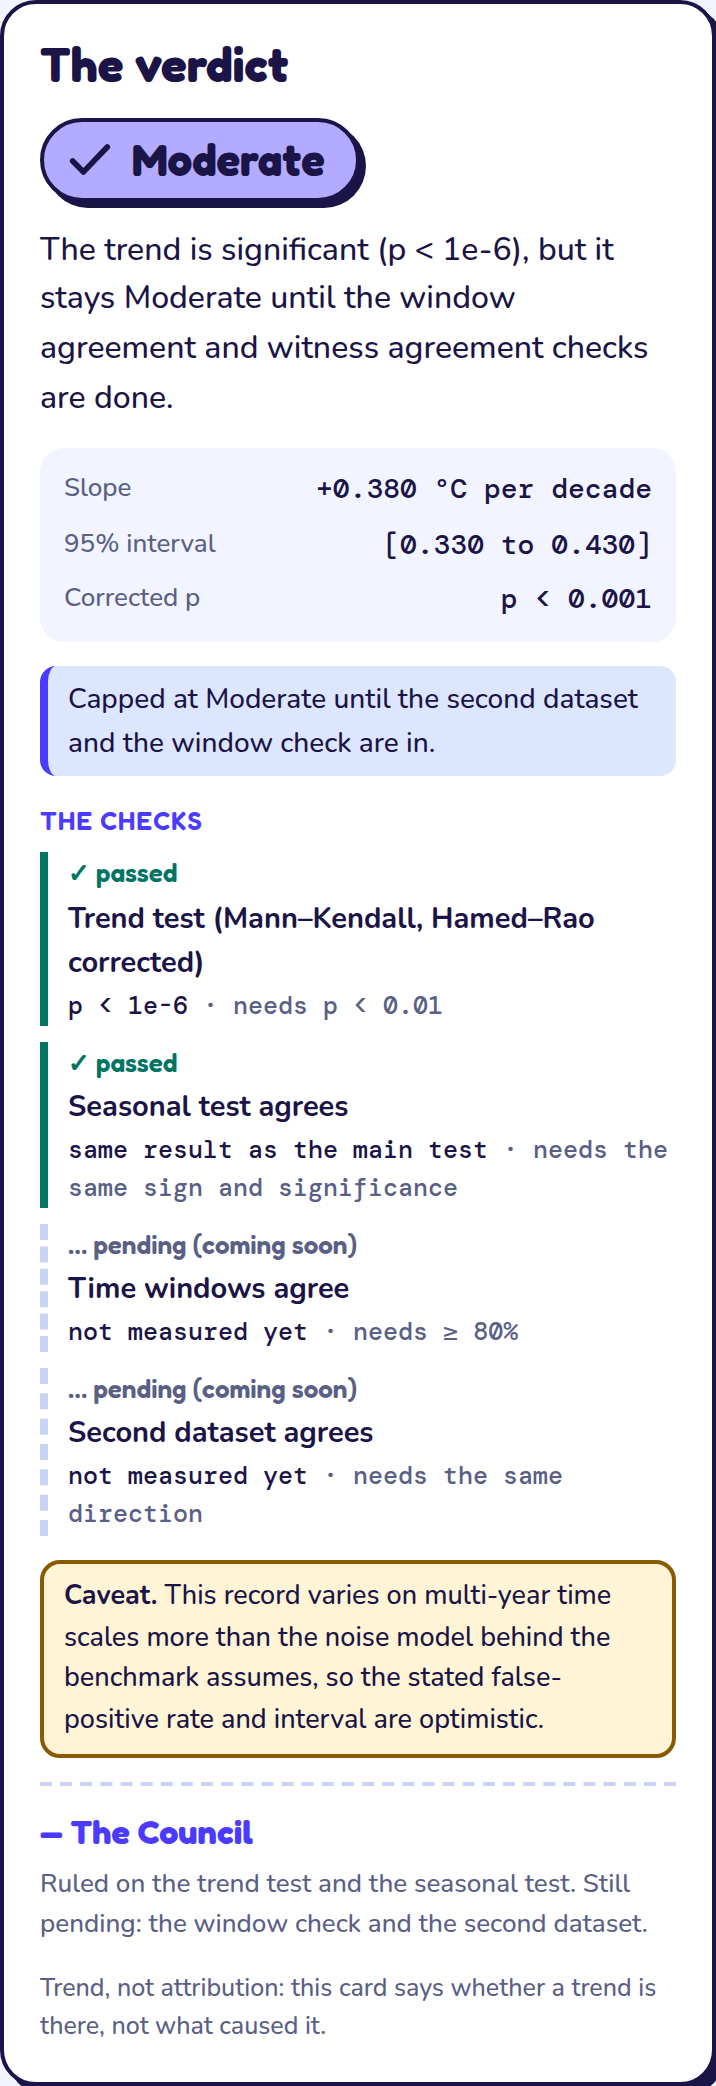 The verdict
✓ Moderate
The trend is significant (p < 1e-6), but it
stays Moderate until the window
agreement and witness agreement checks
are done.
Slope +0.380 °C per decade
95% interval [0.330 to 0.430]
Corrected p p < 0.001
Capped at Moderate until the second dataset
and the window check are in.
THE CHECKS
✓ passed
Trend test (Mann–Kendall, Hamed–Rao
corrected)
p < 1e-6 · needs p < 0.01
✓ passed
Seasonal test agrees
same result as the main test · needs the
same sign and significance
… pending (coming soon)
Time windows agree
not measured yet · needs ≥ 80%
… pending (coming soon)
Second dataset agrees
not measured yet · needs the same
direction
Caveat. This record varies on multi-year time
scales more than the noise model behind the
benchmark assumes, so the stated false-
positive rate and interval are optimistic.
— The Council
Ruled on the trend test and the seasonal test. Still
pending: the window check and the second dataset.
Trend, not attribution: this card says whether a trend is
there, not what caused it.